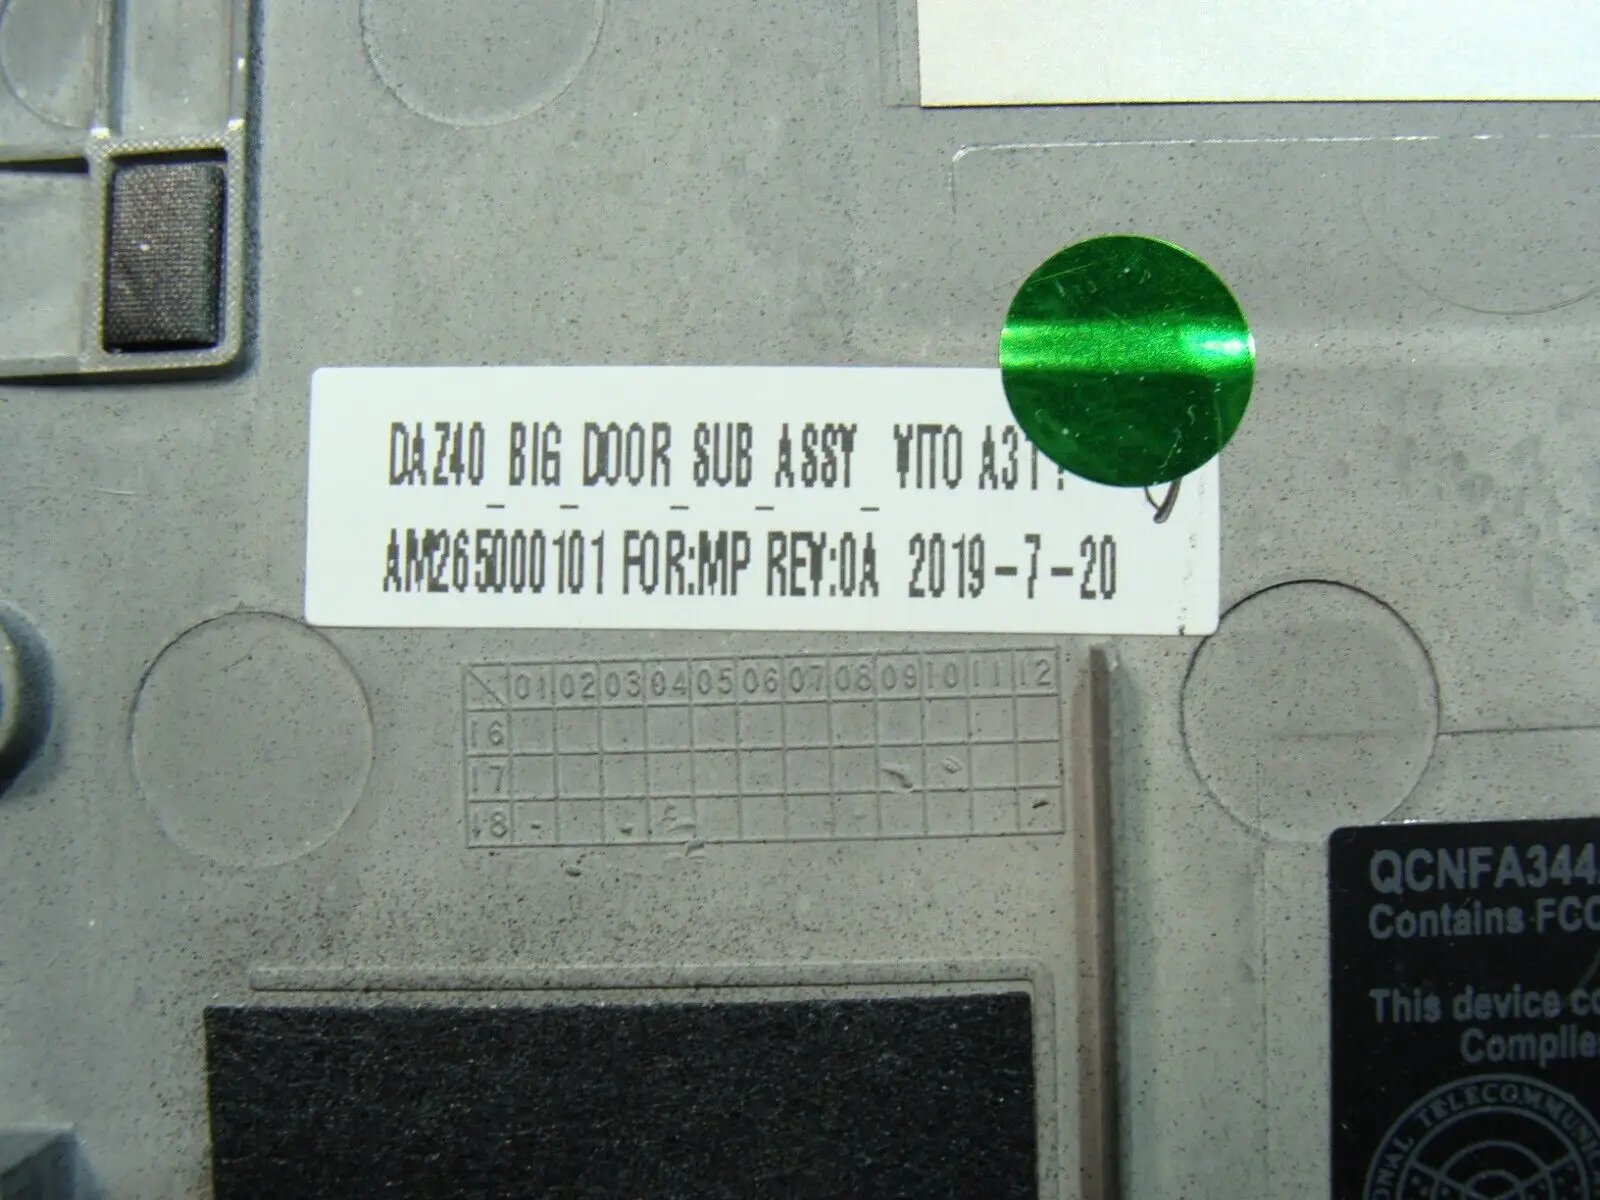 DAZ40_BIG_DOOR_SUB_ASSY_VITO A31
AM265000101 FOR:MP REV:0A 2019-7-20
01 02 03 04 05 06 07 08 09 10 11 12
16
17
18
QCNFA344
Contains FCC
This device
Complie
TELECOMMUNIC